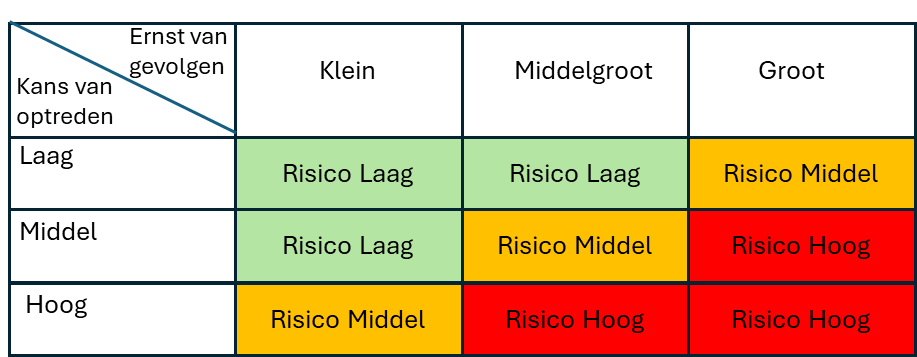 Ernst van
gevolgen
Kans van
optreden
Klein
Middelgroot
Groot
Laag
Risico Laag
Risico Laag
Risico Middel
Middel
Risico Laag
Risico Middel
Risico Hoog
Hoog
Risico Middel
Risico Hoog
Risico Hoog